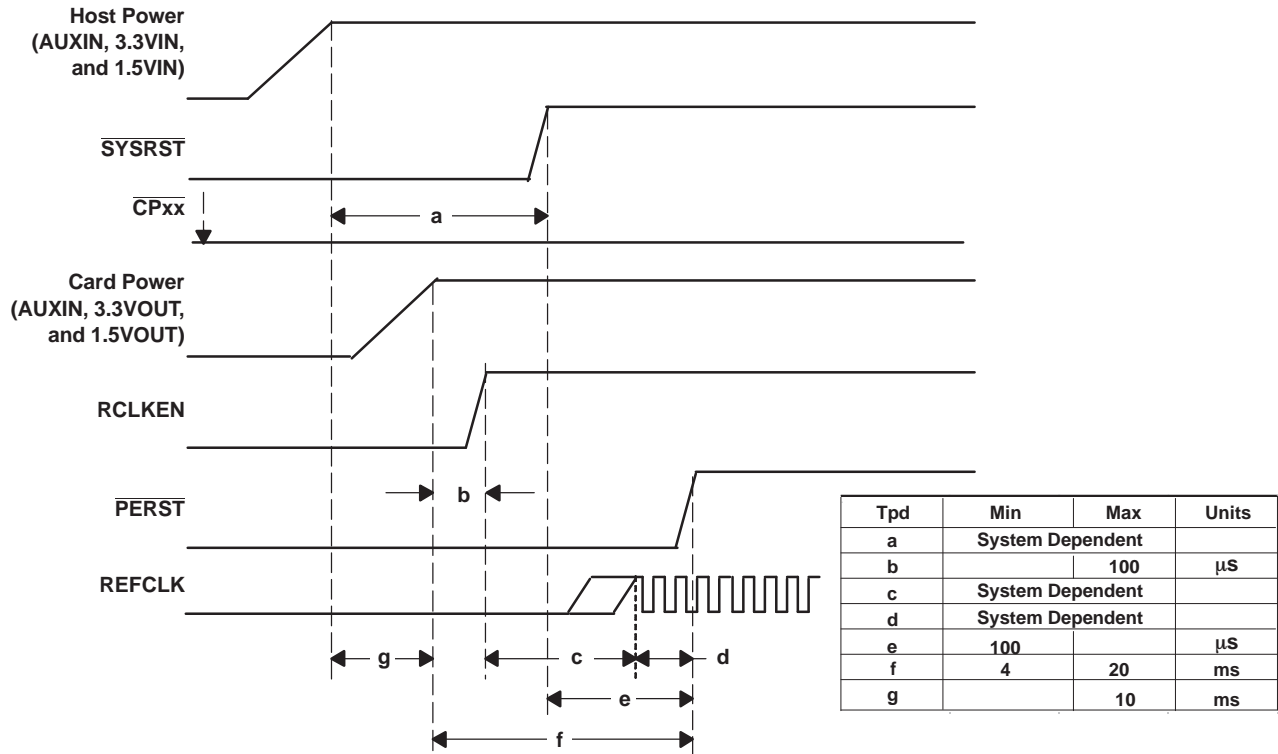 Host Power
(AUXIN, 3.3VIN,
and 1.5VIN)
SYSRST
CPxx
a
Card Power
(AUXIN, 3.3VOUT,
and 1.5VOUT)
RCLKEN
b
PERST
REFCLK
g
c
d
e
f
Tpd Min Max Units
a System Dependent
b 100 μs
c System Dependent
d System Dependent
e 100 μs
f 4 20 ms
g 10 ms